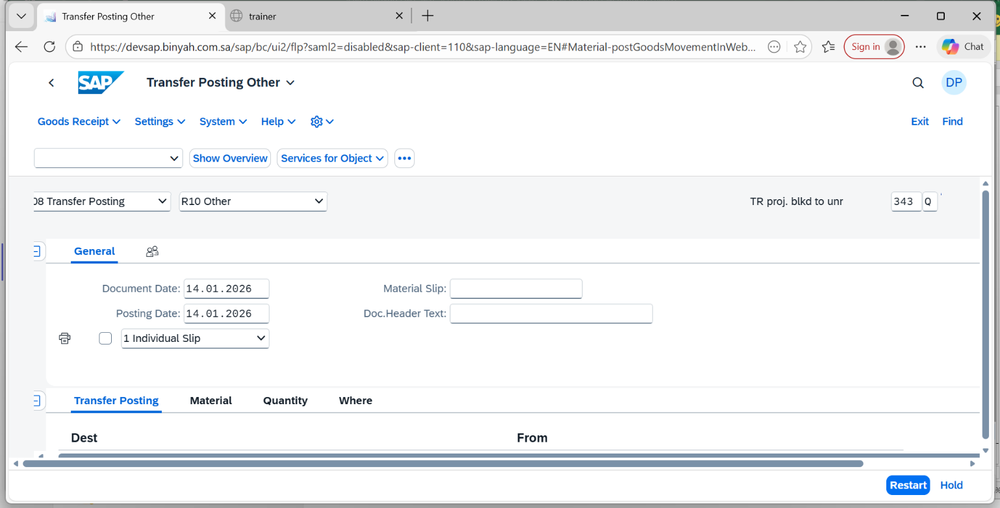 Transfer Posting Other
trainer
https://devsap.binyah.com.sa/sap/bc/ui2/flp?saml2=disabled&sap-client=110&sap-language=EN#Material-postGoodsMovementInWeb...
Sign in
Chat
SAP
Transfer Posting Other
DP
Goods Receipt
Settings
System
Help
Exit
Find
Show Overview
Services for Object
08 Transfer Posting
R10 Other
TR proj. blkd to unr
343
Q
General
Document Date:
14.01.2026
Material Slip:
Posting Date:
14.01.2026
Doc.Header Text:
1 Individual Slip
Transfer Posting
Material
Quantity
Where
Dest
From
Restart
Hold